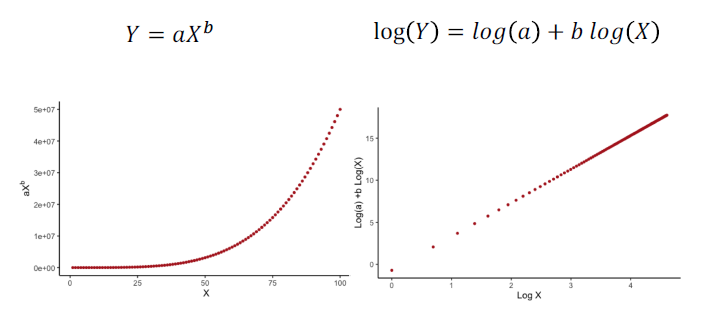 Y = aX^b
log(Y) = log(a) + b log(X)
5e+07
4e+07
3e+07
2e+07
1e+07
0e+00
aX^b
0
25
50
75
100
X
15
10
5
0
Log(a) +b Log(X)
0
1
2
3
4
Log X